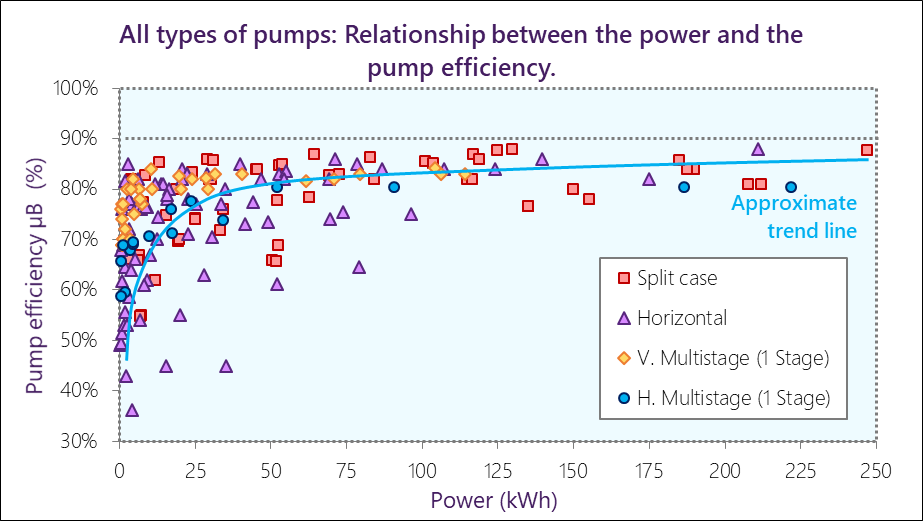 All types of pumps: Relationship between the power and the
pump efficiency.
100%
90%
80%
70%
60%
50%
40%
30%
Pump efficiency µB (%)
0
25
50
75
100
125
150
175
200
225
250
Power (kWh)
Approximate
trend line
Split case
Horizontal
V. Multistage (1 Stage)
H. Multistage (1 Stage)